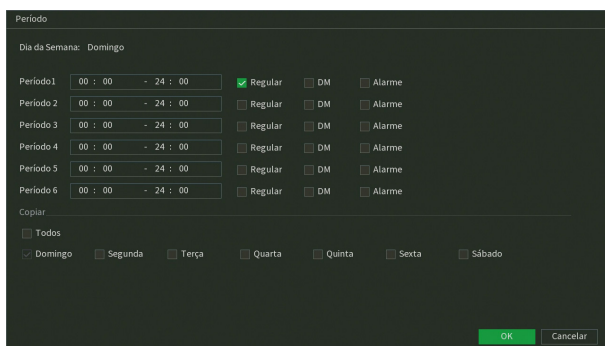 Período
Dia da Semana: Domingo
Período1 00 : 00 - 24 : 00 Regular DM Alarme
Período 2 00 : 00 - 24 : 00 Regular DM Alarme
Período 3 00 : 00 - 24 : 00 Regular DM Alarme
Período 4 00 : 00 - 24 : 00 Regular DM Alarme
Período 5 00 : 00 - 24 : 00 Regular DM Alarme
Período 6 00 : 00 - 24 : 00 Regular DM Alarme
Copiar
Todos
Domingo Segunda Terça Quarta Quinta Sexta Sábado
OK Cancelar